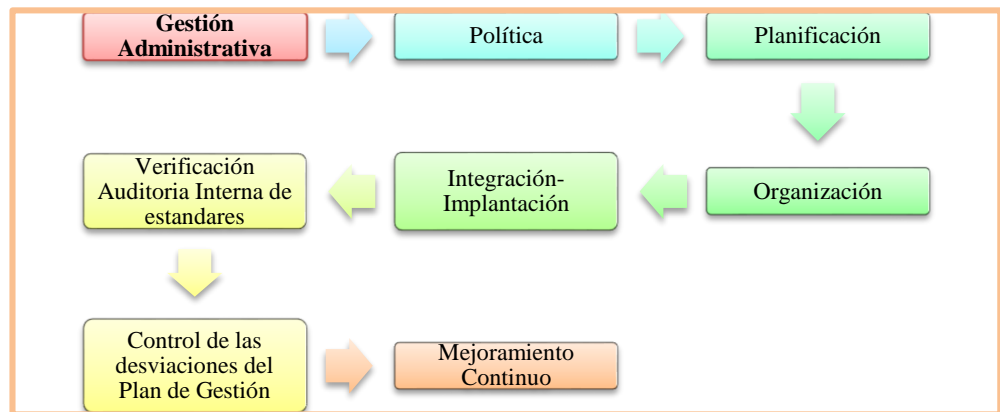 Gestión
Administrativa
Política
Planificación
Organización
Integración-
Implantación
Verificación
Auditoria Interna de
estandares
Control de las
desviaciones del
Plan de Gestión
Mejoramiento
Continuo